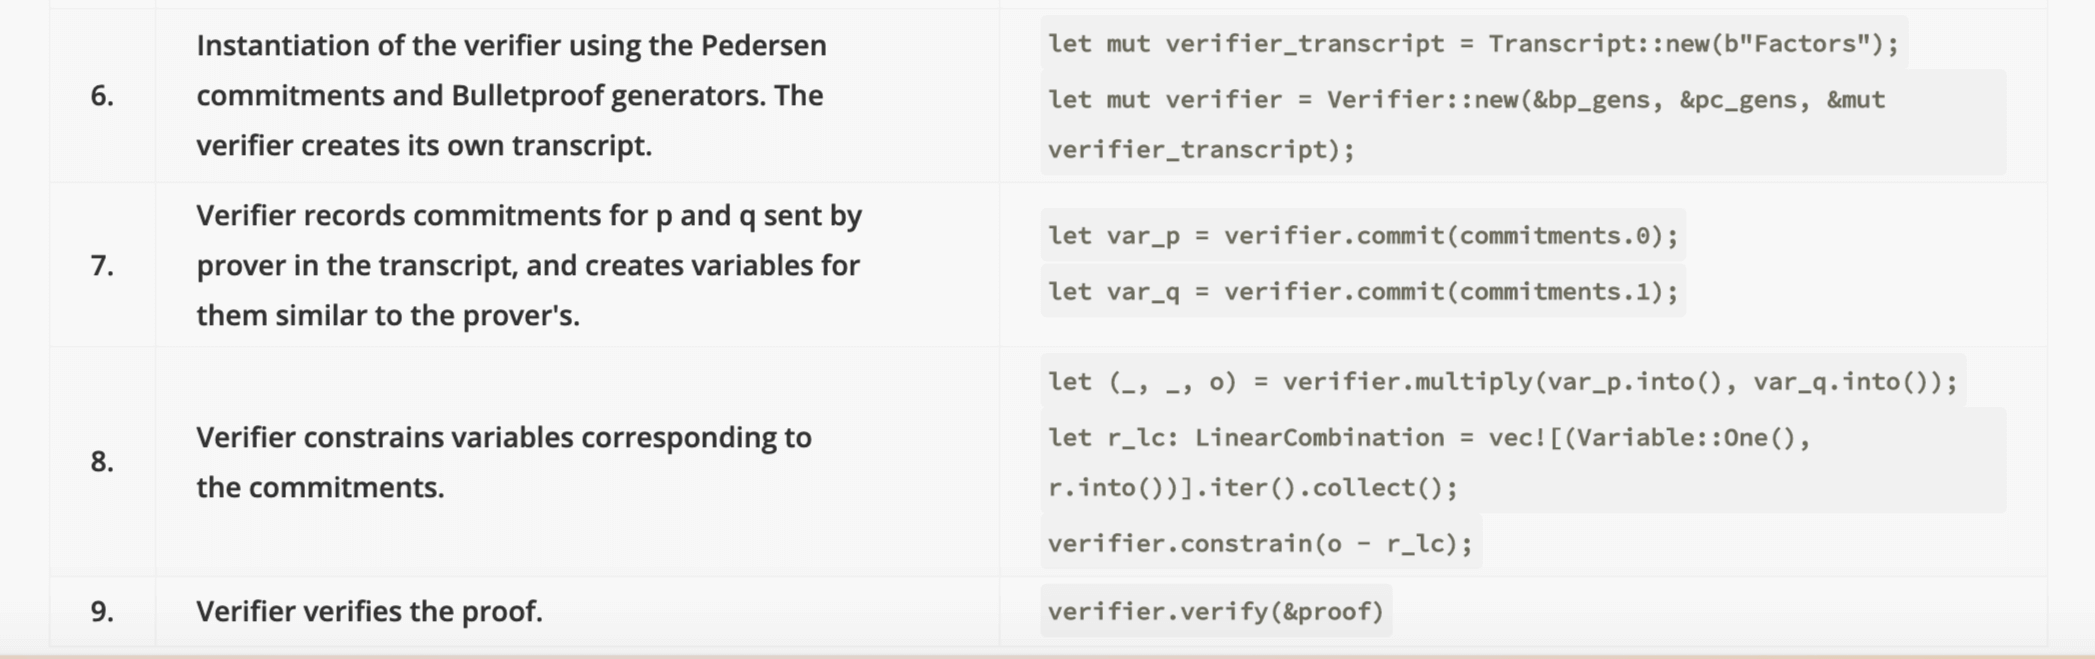 6.
Instantiation of the verifier using the Pedersen
commitments and Bulletproof generators. The
verifier creates its own transcript.
let mut verifier_transcript = Transcript::new(b"Factors");
let mut verifier = Verifier::new(&bp_gens, &pc_gens, &mut
verifier_transcript);
7.
Verifier records commitments for p and q sent by
prover in the transcript, and creates variables for
them similar to the prover's.
let var_p = verifier.commit(commitments.0);
let var_q = verifier.commit(commitments.1);
8.
Verifier constrains variables corresponding to
the commitments.
let (_, _, o) = verifier.multiply(var_p.into(), var_q.into());
let r_lc: LinearCombination = vec![(Variable::One(),
r.into())].iter().collect();
verifier.constrain(o - r_lc);
9.
Verifier verifies the proof.
verifier.verify(&proof)